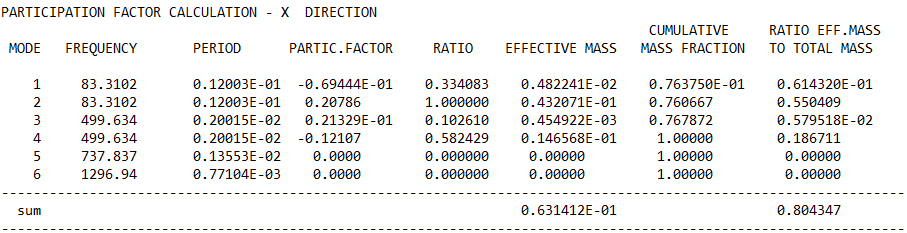 PARTICIPATION FACTOR CALCULATION - X  DIRECTION
CUMULATIVE RATIO EFF.MASS
MODE FREQUENCY PERIOD PARTIC.FACTOR RATIO EFFECTIVE MASS MASS FRACTION TO TOTAL MASS
1 83.3102 0.12003E-01 -0.69444E-01 0.334083 0.482241E-02 0.763750E-01 0.614320E-01
2 83.3102 0.12003E-01 0.20786 1.000000 0.432071E-01 0.760667 0.550409
3 499.634 0.20015E-02 0.21329E-01 0.102610 0.454922E-03 0.767872 0.579518E-02
4 499.634 0.20015E-02 -0.12107 0.582429 0.146568E-01 1.00000 0.186711
5 737.837 0.13553E-02 0.0000 0.000000 0.00000 1.00000 0.00000
6 1296.94 0.77104E-03 0.0000 0.000000 0.00000 1.00000 0.00000
sum 0.631412E-01 0.804347